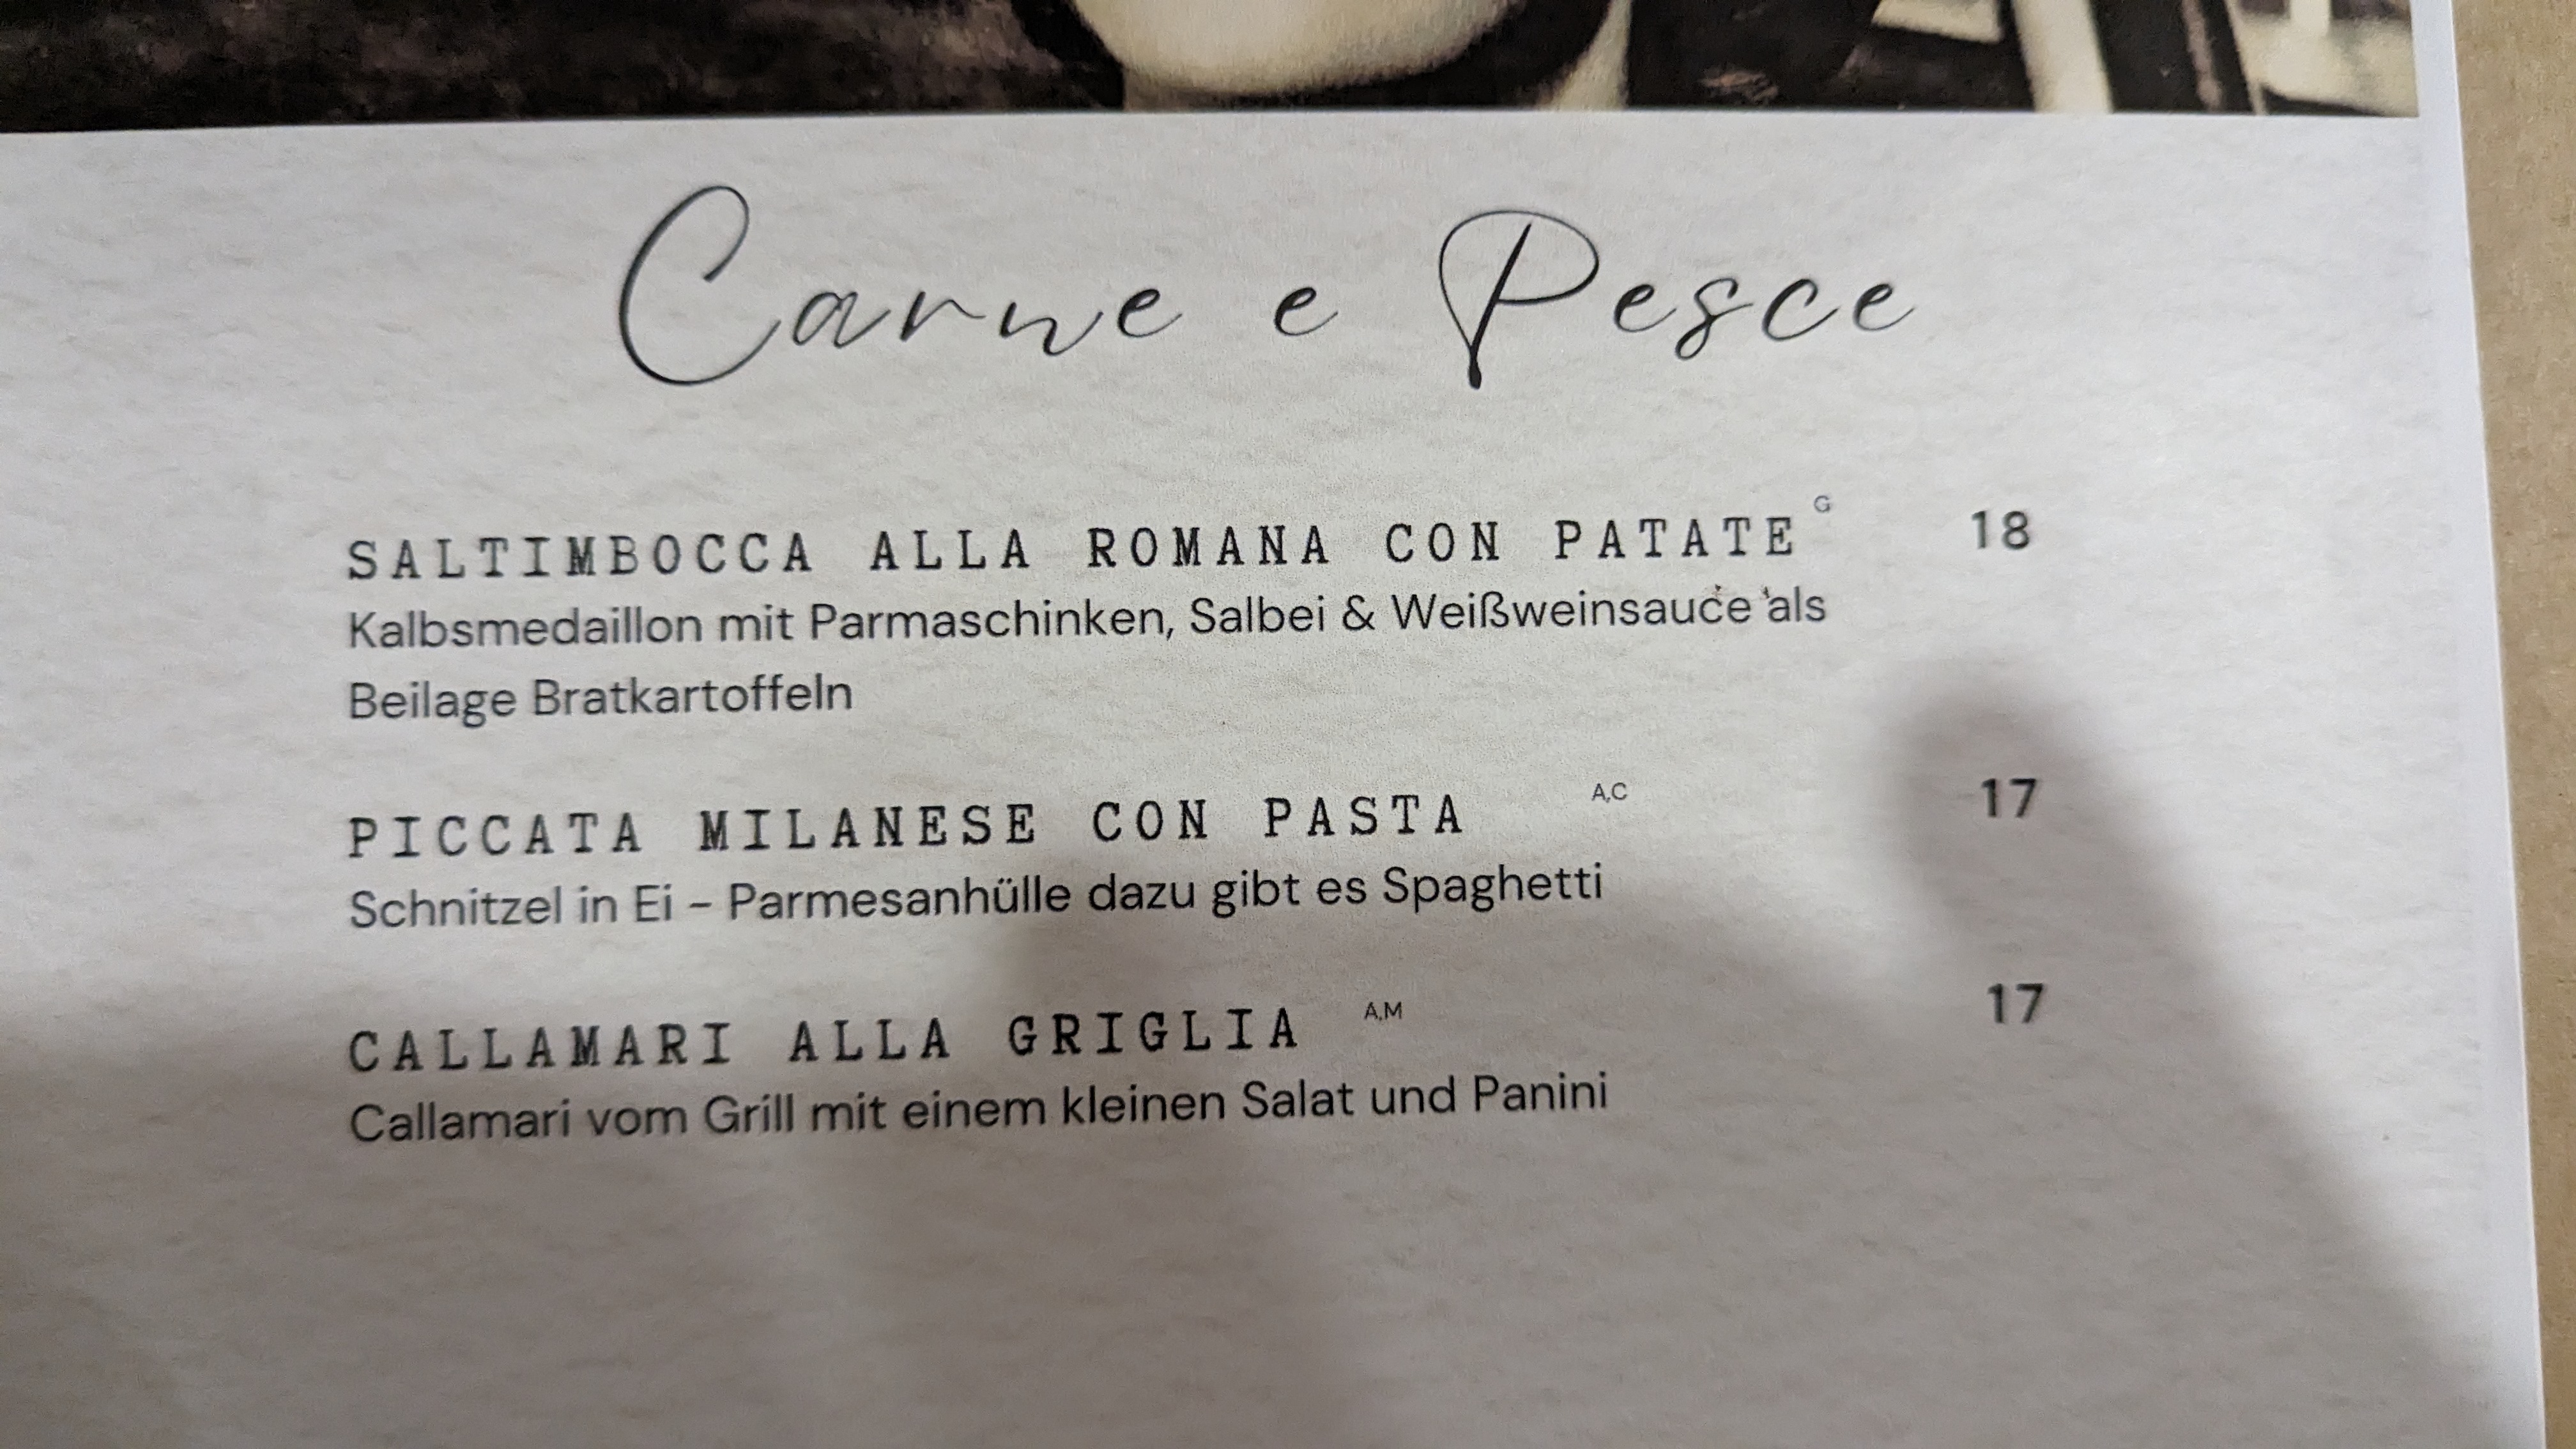 Carne e Pesce
SALTIMBOCCA ALLA ROMANA CON PATATE G 18
Kalbsmedaillon mit Parmaschinken, Salbei & Weißweinsauce als
Beilage Bratkartoffeln
PICCATA MILANESE CON PASTA A,C 17
Schnitzel in Ei – Parmesanhülle dazu gibt es Spaghetti
CALLAMARI ALLA GRIGLIA A,M 17
Callamari vom Grill mit einem kleinen Salat und Panini